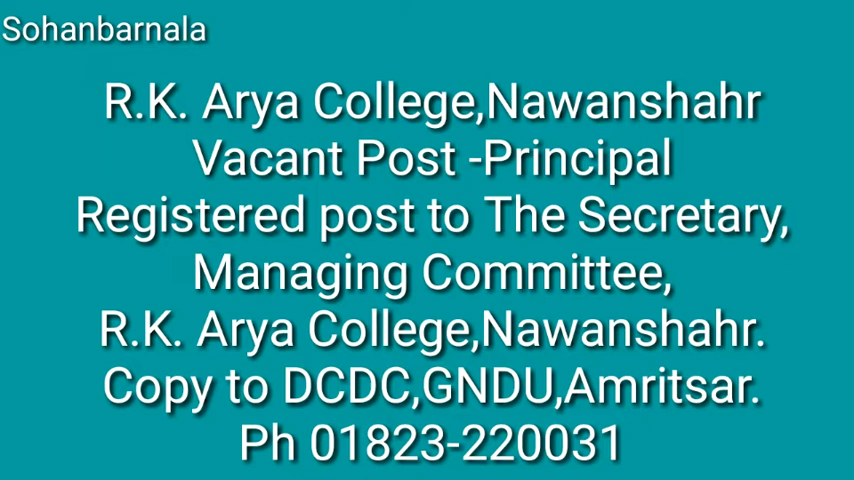 Sohanbarnala
R.K. Arya College,Nawanshahr
Vacant Post -Principal
Registered post to The Secretary,
Managing Committee,
R.K. Arya College,Nawanshahr.
Copy to DCDC,GNDU,Amritsar.
Ph 01823-220031